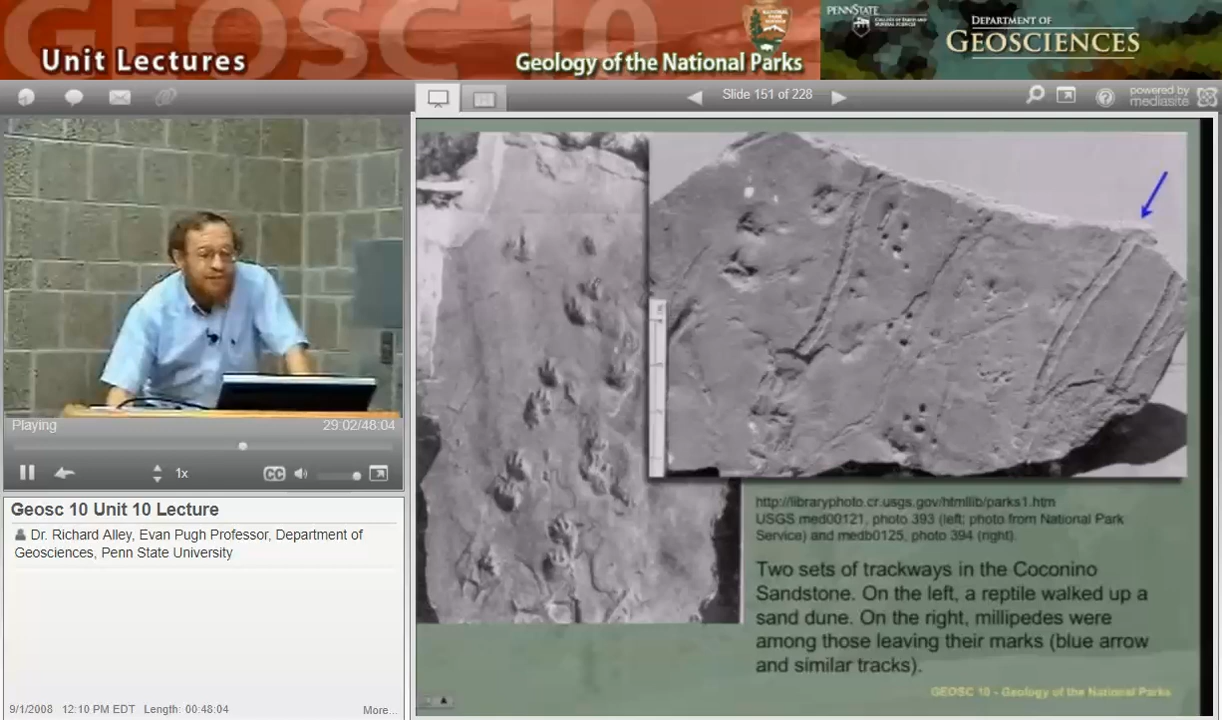 GEOSC 10
Unit Lectures
Geology of the National Parks
NATIONAL PARK SERVICE
PENNSTATE
DEPARTMENT OF
GEOSCIENCES
Slide 151 of 228
powered by
mediasite
Playing
29:02/48:04
1x
CC
Geosc 10 Unit 10 Lecture
Dr. Richard Alley, Evan Pugh Professor, Department of
Geosciences, Penn State University
http://libraryphoto.cr.usgs.gov/htmllib/parks1.htm
USGS med00121, photo 393 (left; photo from National Park
Service) and medb0125, photo 394 (right).
Two sets of trackways in the Coconino
Sandstone. On the left, a reptile walked up a
sand dune. On the right, millipedes were
among those leaving their marks (blue arrow
and similar tracks).
GEOSC 10 - Geology of the National Parks
9/1/2008 12:10 PM EDT Length: 00:48:04
More...